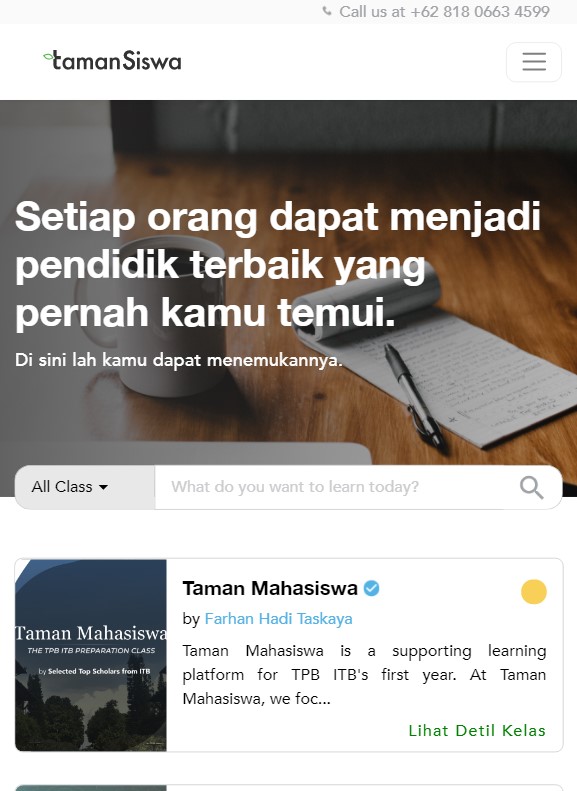 Call us at +62 818 0663 4599
tamanSiswa
Setiap orang dapat menjadi
pendidik terbaik yang
pernah kamu temui.
Di sini lah kamu dapat menemukannya.
All Class
What do you want to learn today?
Taman Mahasiswa
THE TPB ITB PREPARATION CLASS
by Selected Top Scholars from ITB
Taman Mahasiswa
by Farhan Hadi Taskaya
Taman Mahasiswa is a supporting learning
platform for TPB ITB's first year. At Taman
Mahasiswa, we foc...
Lihat Detil Kelas